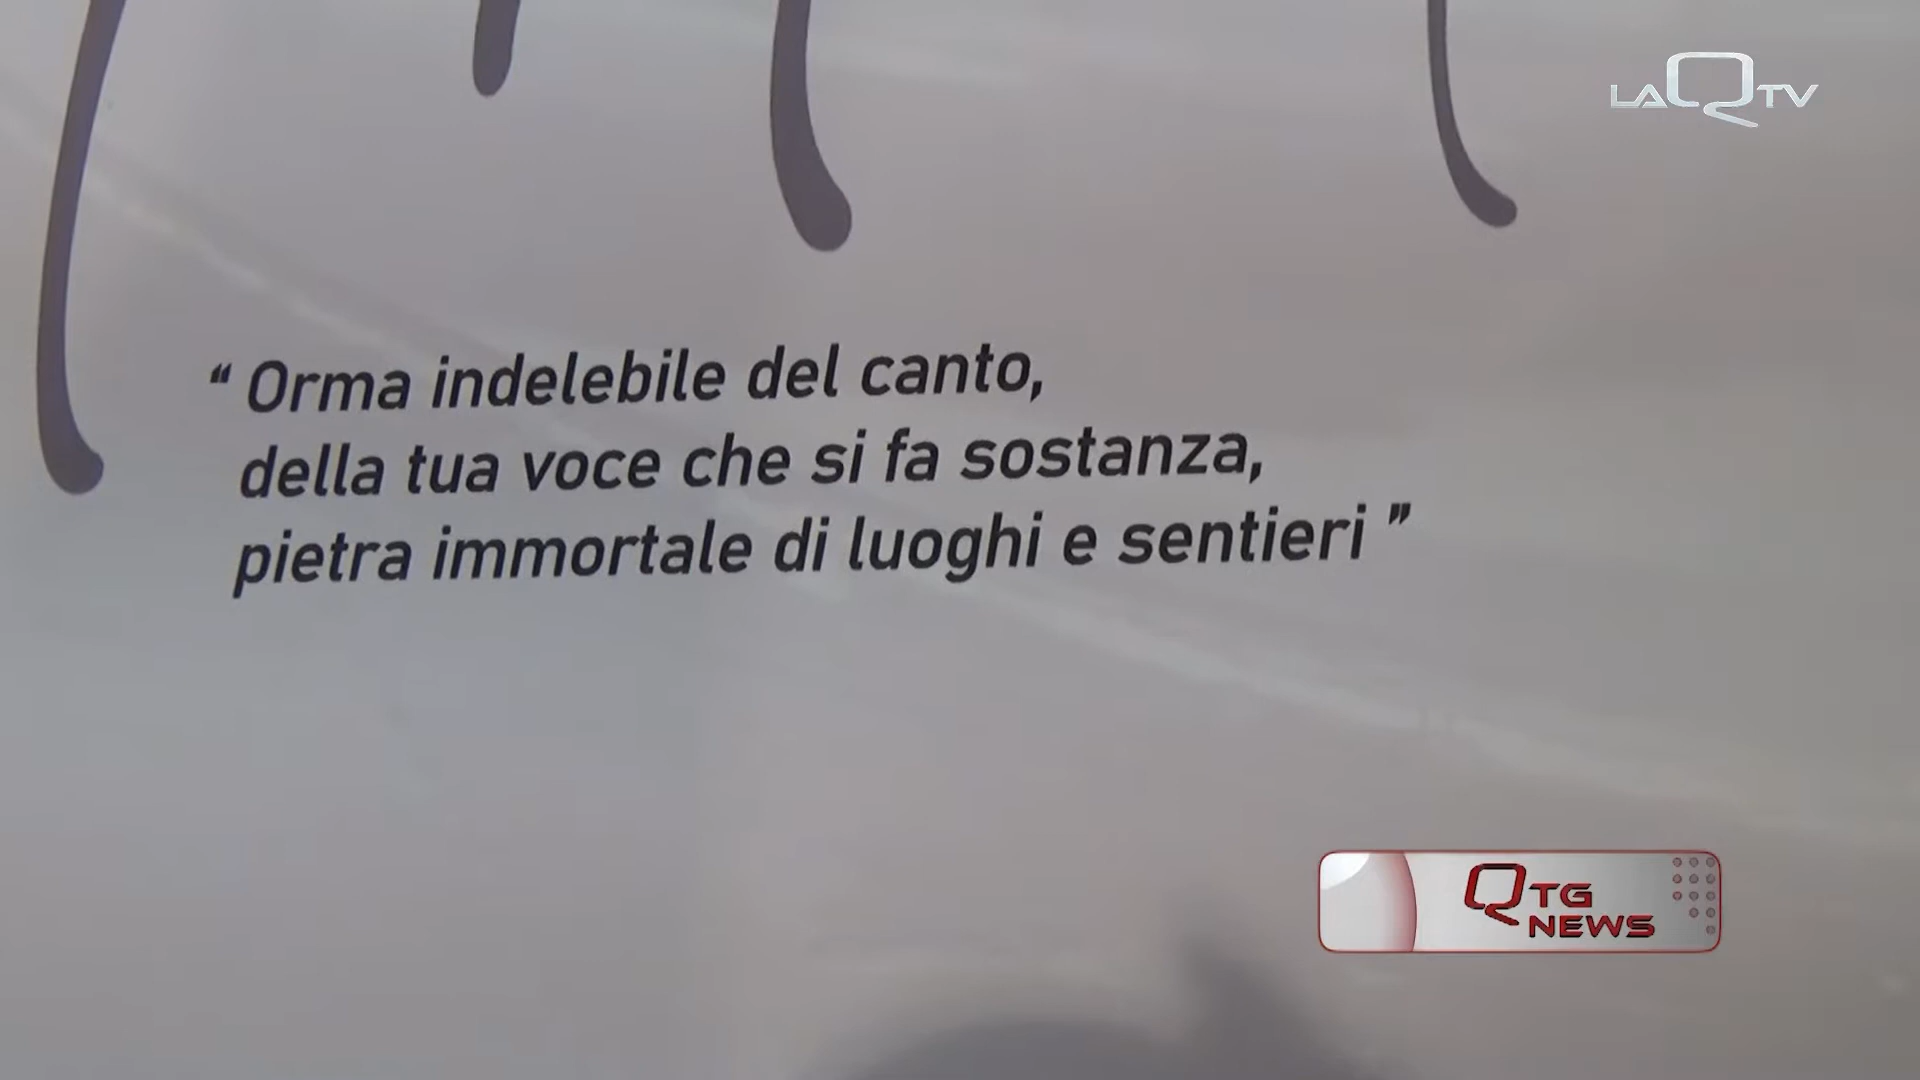 LAQTV
“ Orma indelebile del canto,
della tua voce che si fa sostanza,
pietra immortale di luoghi e sentieri ”
QTG
NEWS